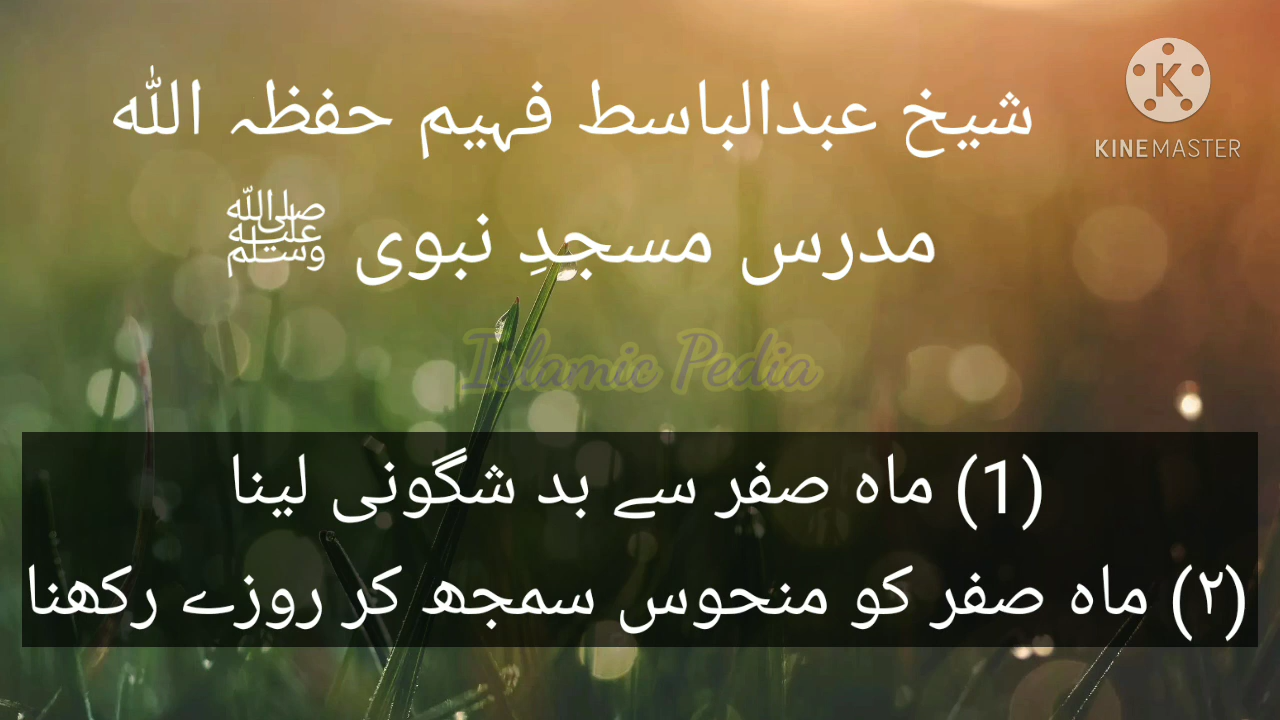 شیخ عبدالباسط فہیم حفظہ اللہ
KINEMASTER
مدرس مسجدِ نبوی ﷺ
Islamic Pedia
(1) ماہ صفر سے بد شگونی لینا
(۲) ماہ صفر کو منحوس سمجھ کر روزے رکھنا